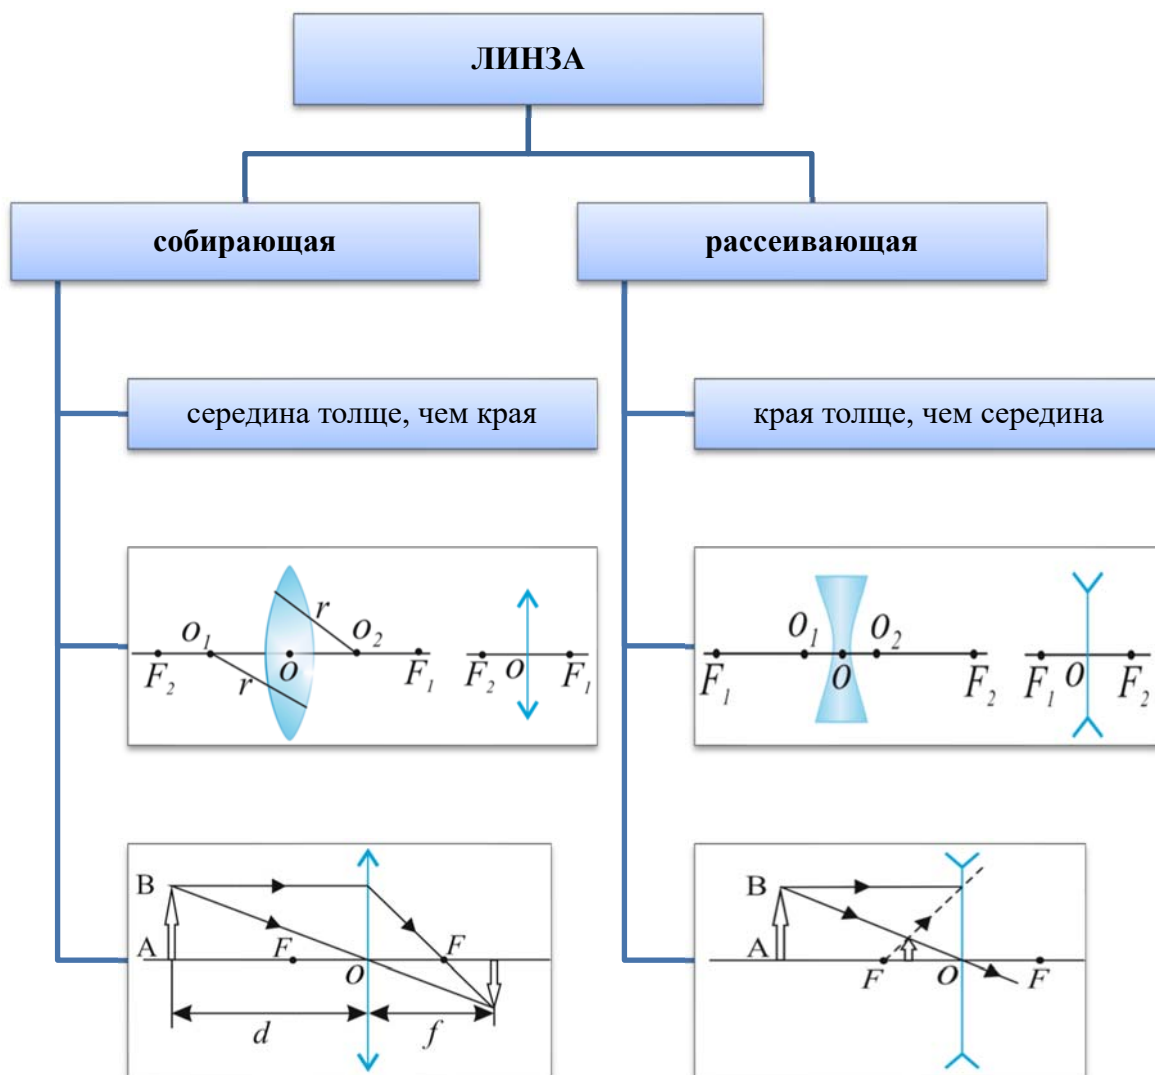 ЛИНЗА
собирающая
рассеивающая
середина толще, чем края
края толще, чем середина
r
O₁ O₂
F₂ r O F₁
F₂ O F₁
O₁ O₂
F₁ O F₂
F₁ O F₂
B
A F O F
d f
B
A
F O F